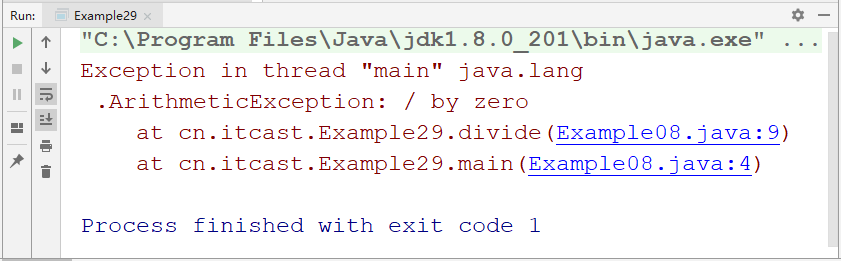 Run: Example29
"C:\Program Files\Java\jdk1.8.0_201\bin\java.exe" ...
Exception in thread "main" java.lang
.ArithmeticException: / by zero
at cn.itcast.Example29.divide(Example08.java:9)
at cn.itcast.Example29.main(Example08.java:4)
Process finished with exit code 1